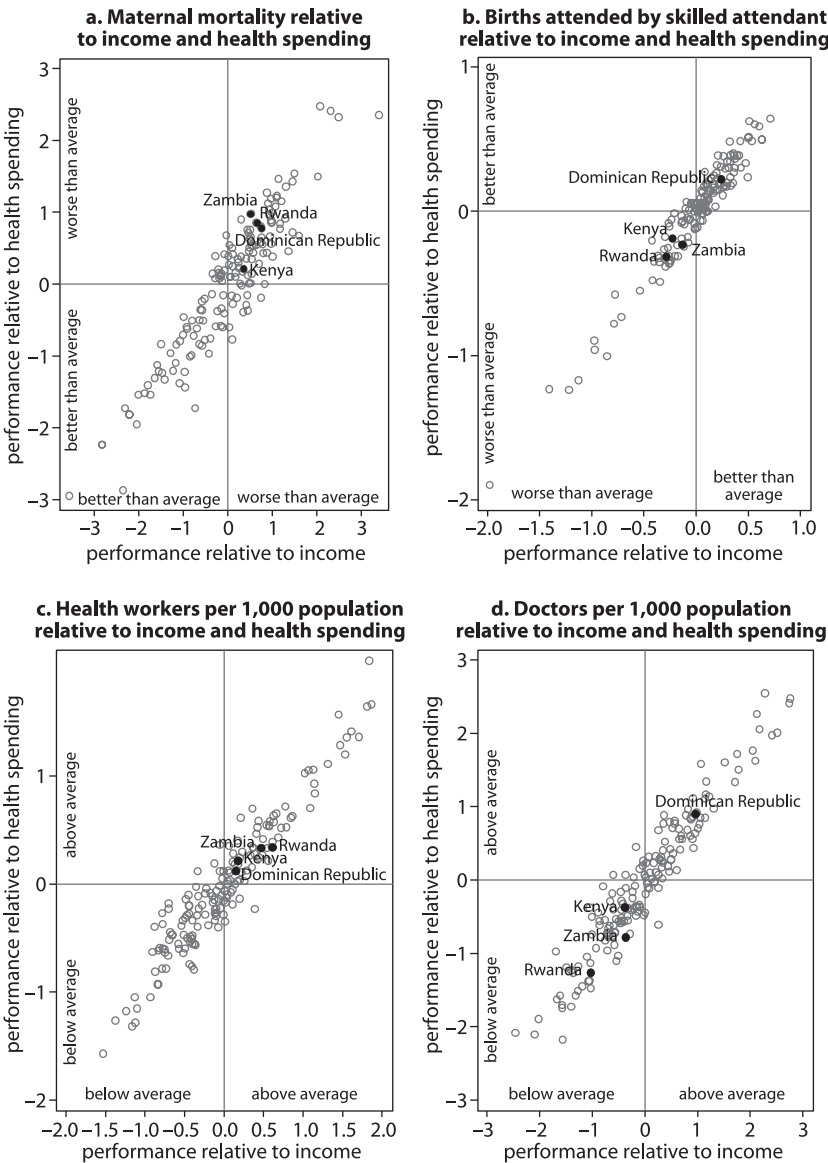 a. Maternal mortality relative
to income and health spending
performance relative to health spending
worse than average
better than average
3
2
1
0
−1
−2
−3
Zambia
Rwanda
Dominican Republic
Kenya
better than average
worse than average
−3
−2
−1
0
1
2
3
performance relative to income
b. Births attended by skilled attendant
relative to income and health spending
performance relative to health spending
better than average
worse than average
1
0
−1
−2
Dominican Republic
Kenya
Zambia
Rwanda
better than
average
worse than average
−2.0
−1.5
−1.0
−0.5
0.0
0.5
1.0
performance relative to income
c. Health workers per 1,000 population
relative to income and health spending
performance relative to health spending
above average
below average
1
0
−1
−2
Zambia
Rwanda
Kenya
Dominican Republic
below average
above average
−2.0
−1.5
−1.0
−0.5
0.0
0.5
1.0
1.5
2.0
performance relative to income
d. Doctors per 1,000 population
relative to income and health spending
performance relative to health spending
above average
below average
3
2
1
0
−1
−2
−3
Dominican Republic
Kenya
Zambia
Rwanda
below average
above average
−3
−2
−1
0
1
2
3
performance relative to income